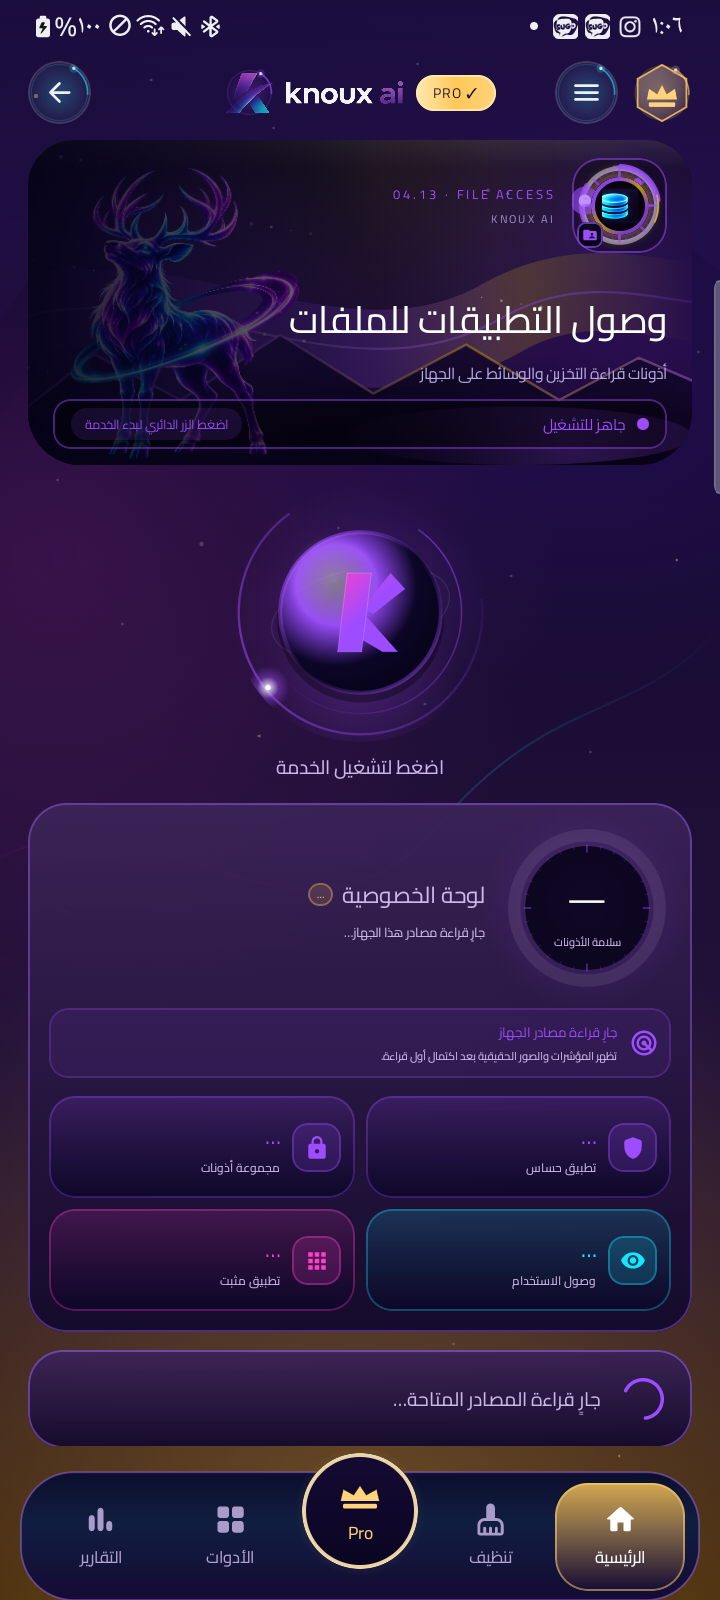 ١:٠٦
%١٠٠
knoux ai
PRO ✓
04.13 · FILE ACCESS
KNOUX AI
وصول التطبيقات للملفات
أذونات قراءة التخزين والوسائط على الجهاز
جاهز للتشغيل
اضغط الزر الدائري لبدء الخدمة
K
اضغط لتشغيل الخدمة
لوحة الخصوصية ...
جارٍ قراءة مصادر هذا الجهاز...
—
سلامة الأذونات
جارٍ قراءة مصادر الجهاز
تظهر المؤشرات والصور الحقيقية بعد اكتمال أول قراءة.
...
تطبيق حساس
...
مجموعة أذونات
...
وصول الاستخدام
...
تطبيق مثبت
جارٍ قراءة المصادر المتاحة...
الرئيسية
تنظيف
Pro
الأدوات
التقارير